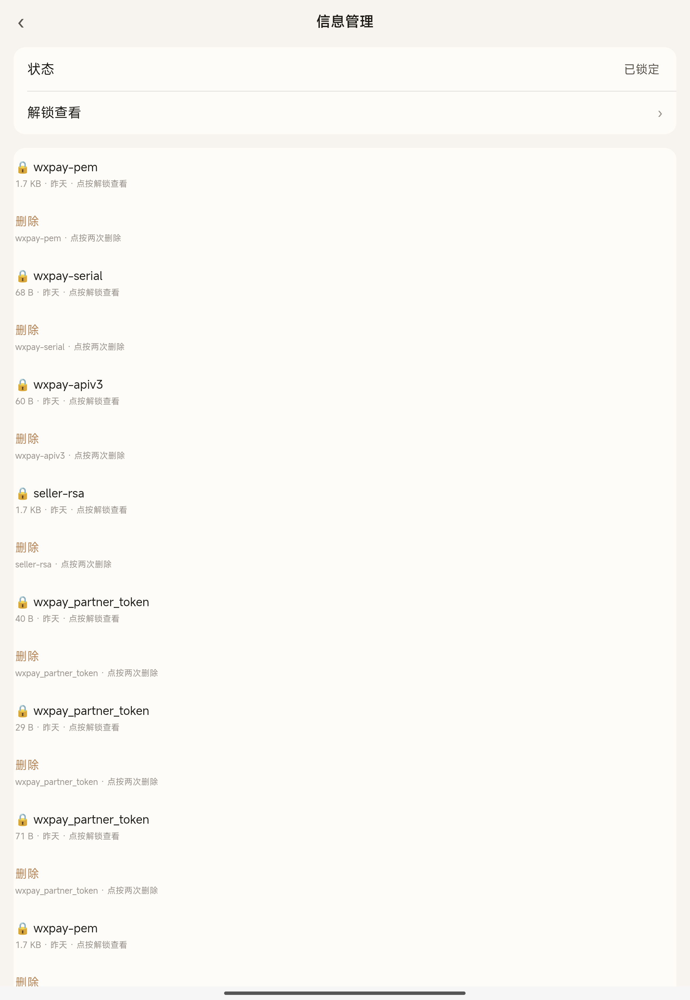 ‹
信息管理
状态
已锁定
解锁查看
›
🔒 wxpay-pem
1.7 KB · 昨天 · 点按解锁查看
删除
wxpay-pem · 点按两次删除
🔒 wxpay-serial
68 B · 昨天 · 点按解锁查看
删除
wxpay-serial · 点按两次删除
🔒 wxpay-apiv3
60 B · 昨天 · 点按解锁查看
删除
wxpay-apiv3 · 点按两次删除
🔒 seller-rsa
1.7 KB · 昨天 · 点按解锁查看
删除
seller-rsa · 点按两次删除
🔒 wxpay_partner_token
40 B · 昨天 · 点按解锁查看
删除
wxpay_partner_token · 点按两次删除
🔒 wxpay_partner_token
29 B · 昨天 · 点按解锁查看
删除
wxpay_partner_token · 点按两次删除
🔒 wxpay_partner_token
71 B · 昨天 · 点按解锁查看
删除
wxpay_partner_token · 点按两次删除
🔒 wxpay-pem
1.7 KB · 昨天 · 点按解锁查看
删除